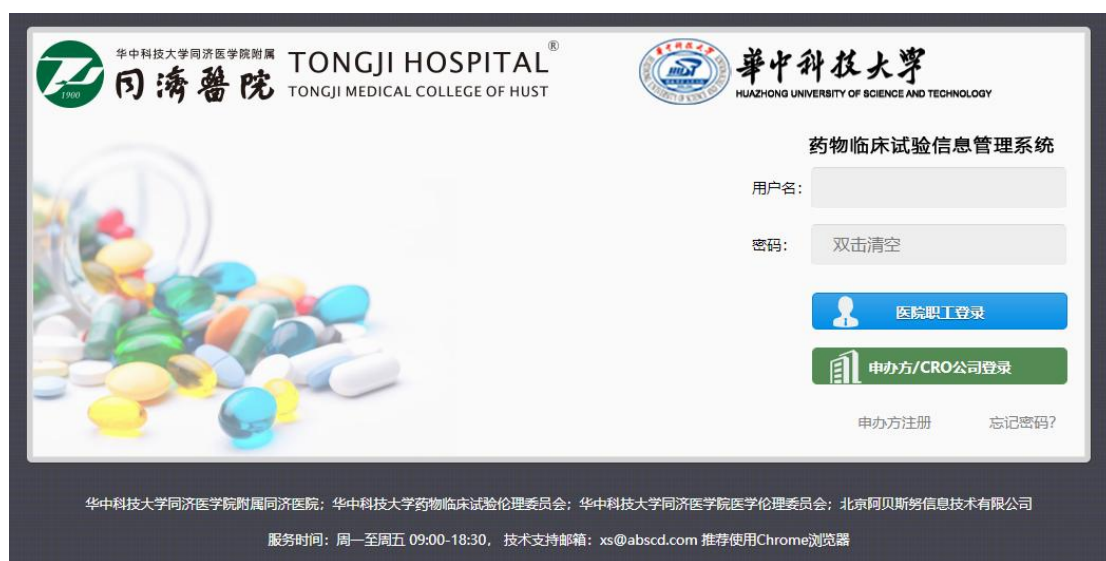 华中科技大学同济医学院附属
同濟醫院
1900
TONGJI HOSPITAL®
TONGJI MEDICAL COLLEGE OF HUST
HUST
華中科技大学
HUAZHONG UNIVERSITY OF SCIENCE AND TECHNOLOGY
药物临床试验信息管理系统
用户名：
密码： 双击清空
医院职工登录
申办方/CRO公司登录
申办方注册 忘记密码?
华中科技大学同济医学院附属同济医院；华中科技大学药物临床试验伦理委员会；华中科技大学同济医学院医学伦理委员会；北京阿贝斯努信息技术有限公司
服务时间：周一至周五 09:00-18:30， 技术支持邮箱：xs@abscd.com 推荐使用Chrome浏览器